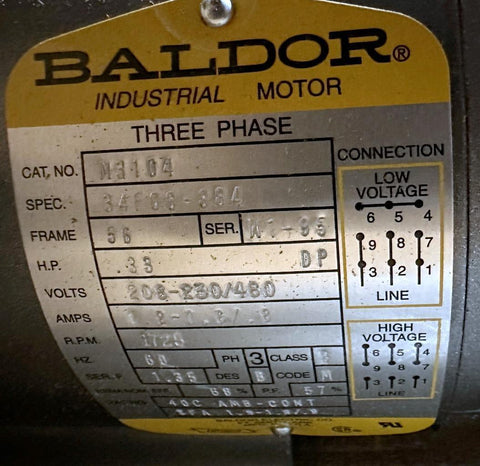 BALDOR®
INDUSTRIAL MOTOR
THREE PHASE
CAT. NO. M3104
SPEC.
FRAME 56 SER.
H.P. .33 DP
VOLTS 208-230/460
AMPS
R.P.M. 1725
HZ 60 PH 3 CLASS
SER. F. 1.35 DES CODE
68 % P.F. 57 %
40C AMB-CONT
CONNECTION
LOW
VOLTAGE
6 5 4
9 8 7
3 2 1
LINE
HIGH
VOLTAGE
6 5 4
9 8 7
3 2 1
LINE